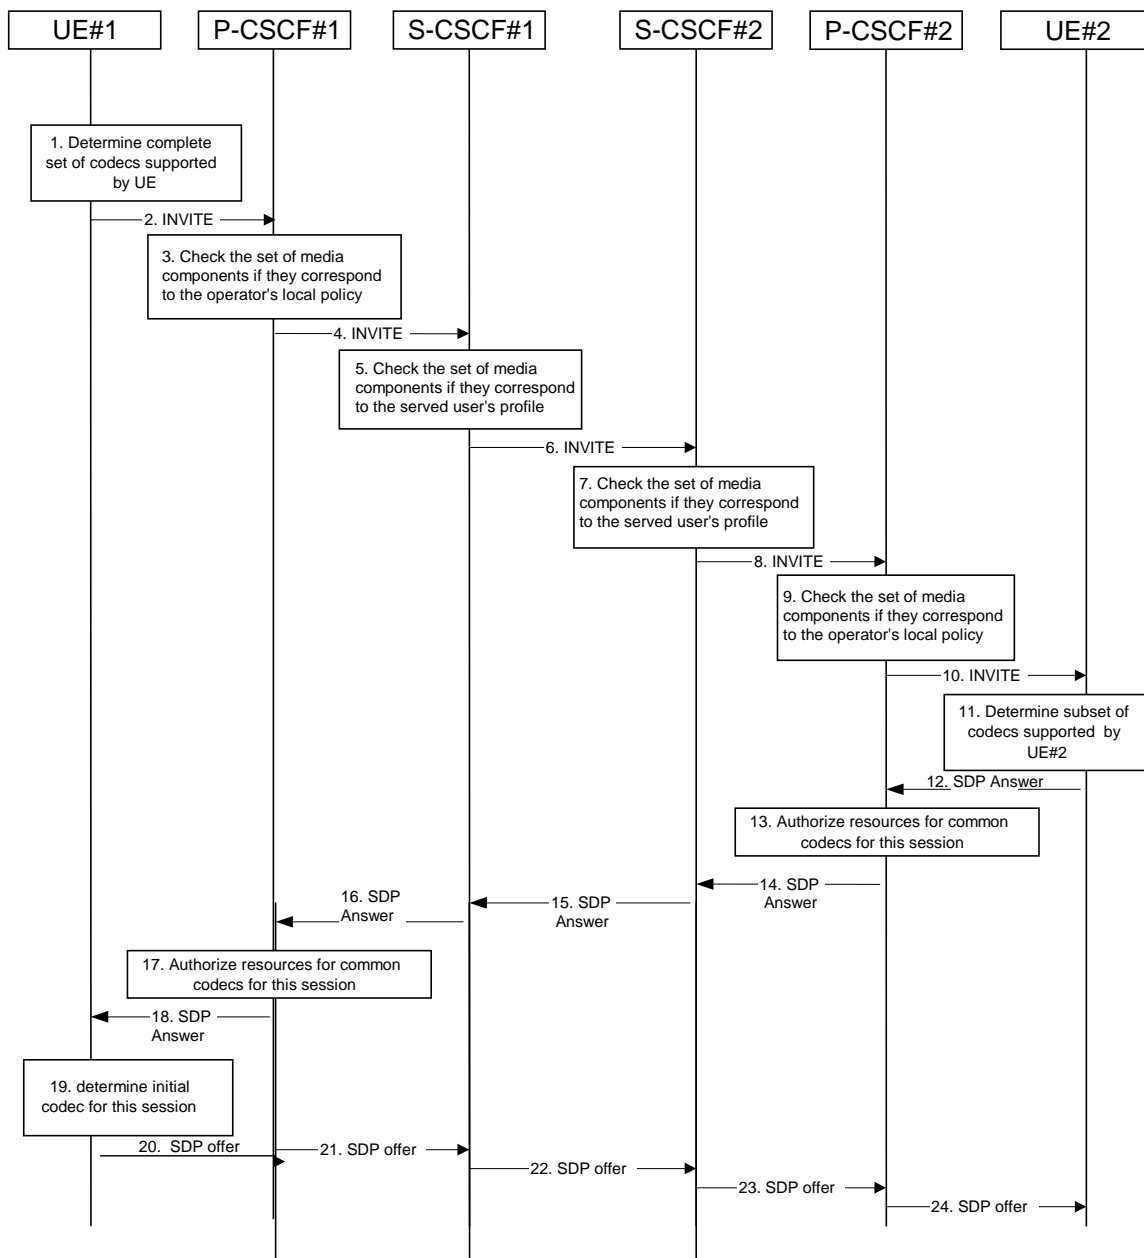 UE#1
P-CSCF#1
S-CSCF#1
S-CSCF#2
P-CSCF#2
UE#2
1. Determine complete
set of codecs supported
by UE
2. INVITE
3. Check the set of media
components if they correspond
to the operator's local policy
4. INVITE
5. Check the set of media
components if they correspond
to the served user's profile
6. INVITE
7. Check the set of media
components if they correspond
to the served user's profile
8. INVITE
9. Check the set of media
components if they correspond
to the operator's local policy
10. INVITE
11. Determine subset of
codecs supported by
UE#2
12. SDP Answer
13. Authorize resources for common
codecs for this session
14. SDP
Answer
15. SDP
Answer
16. SDP
Answer
17. Authorize resources for common
codecs for this session
18. SDP
Answer
19. determine initial
codec for this session
20. SDP offer
21. SDP offer
22. SDP offer
23. SDP offer
24. SDP offer